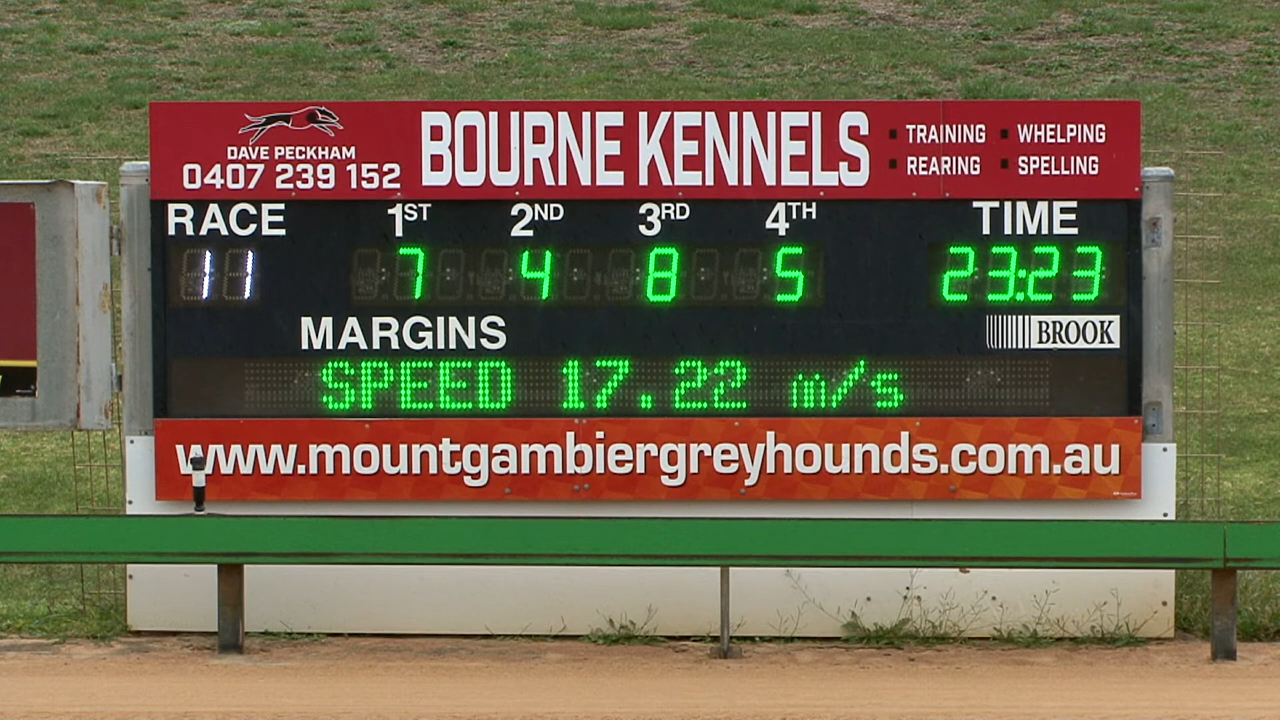 BOURNE KENNELS
DAVE PECKHAM
0407 239 152
TRAINING WHELPING
REARING SPELLING
RACE 1ST 2ND 3RD 4TH TIME
11 7 4 8 5 23:23
MARGINS BROOK
SPEED 17.22 m/s
www.mountgambiergreyhounds.com.au